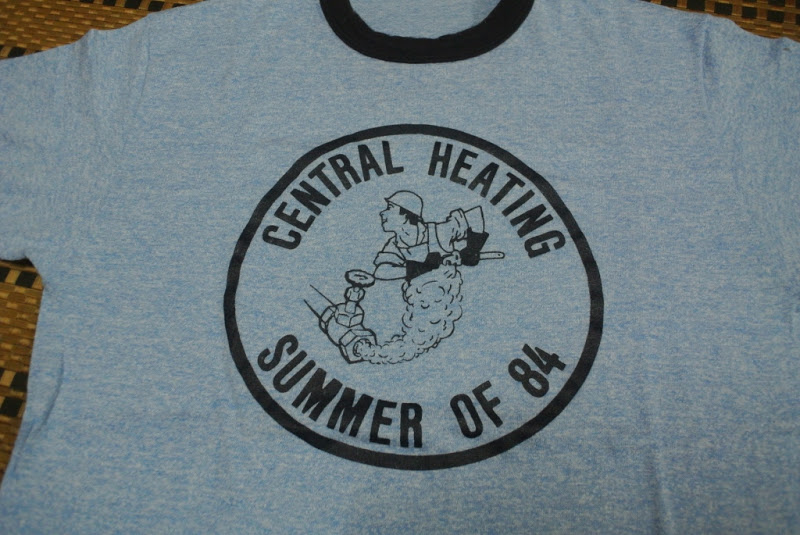 CENTRAL HEATING
SUMMER OF 84